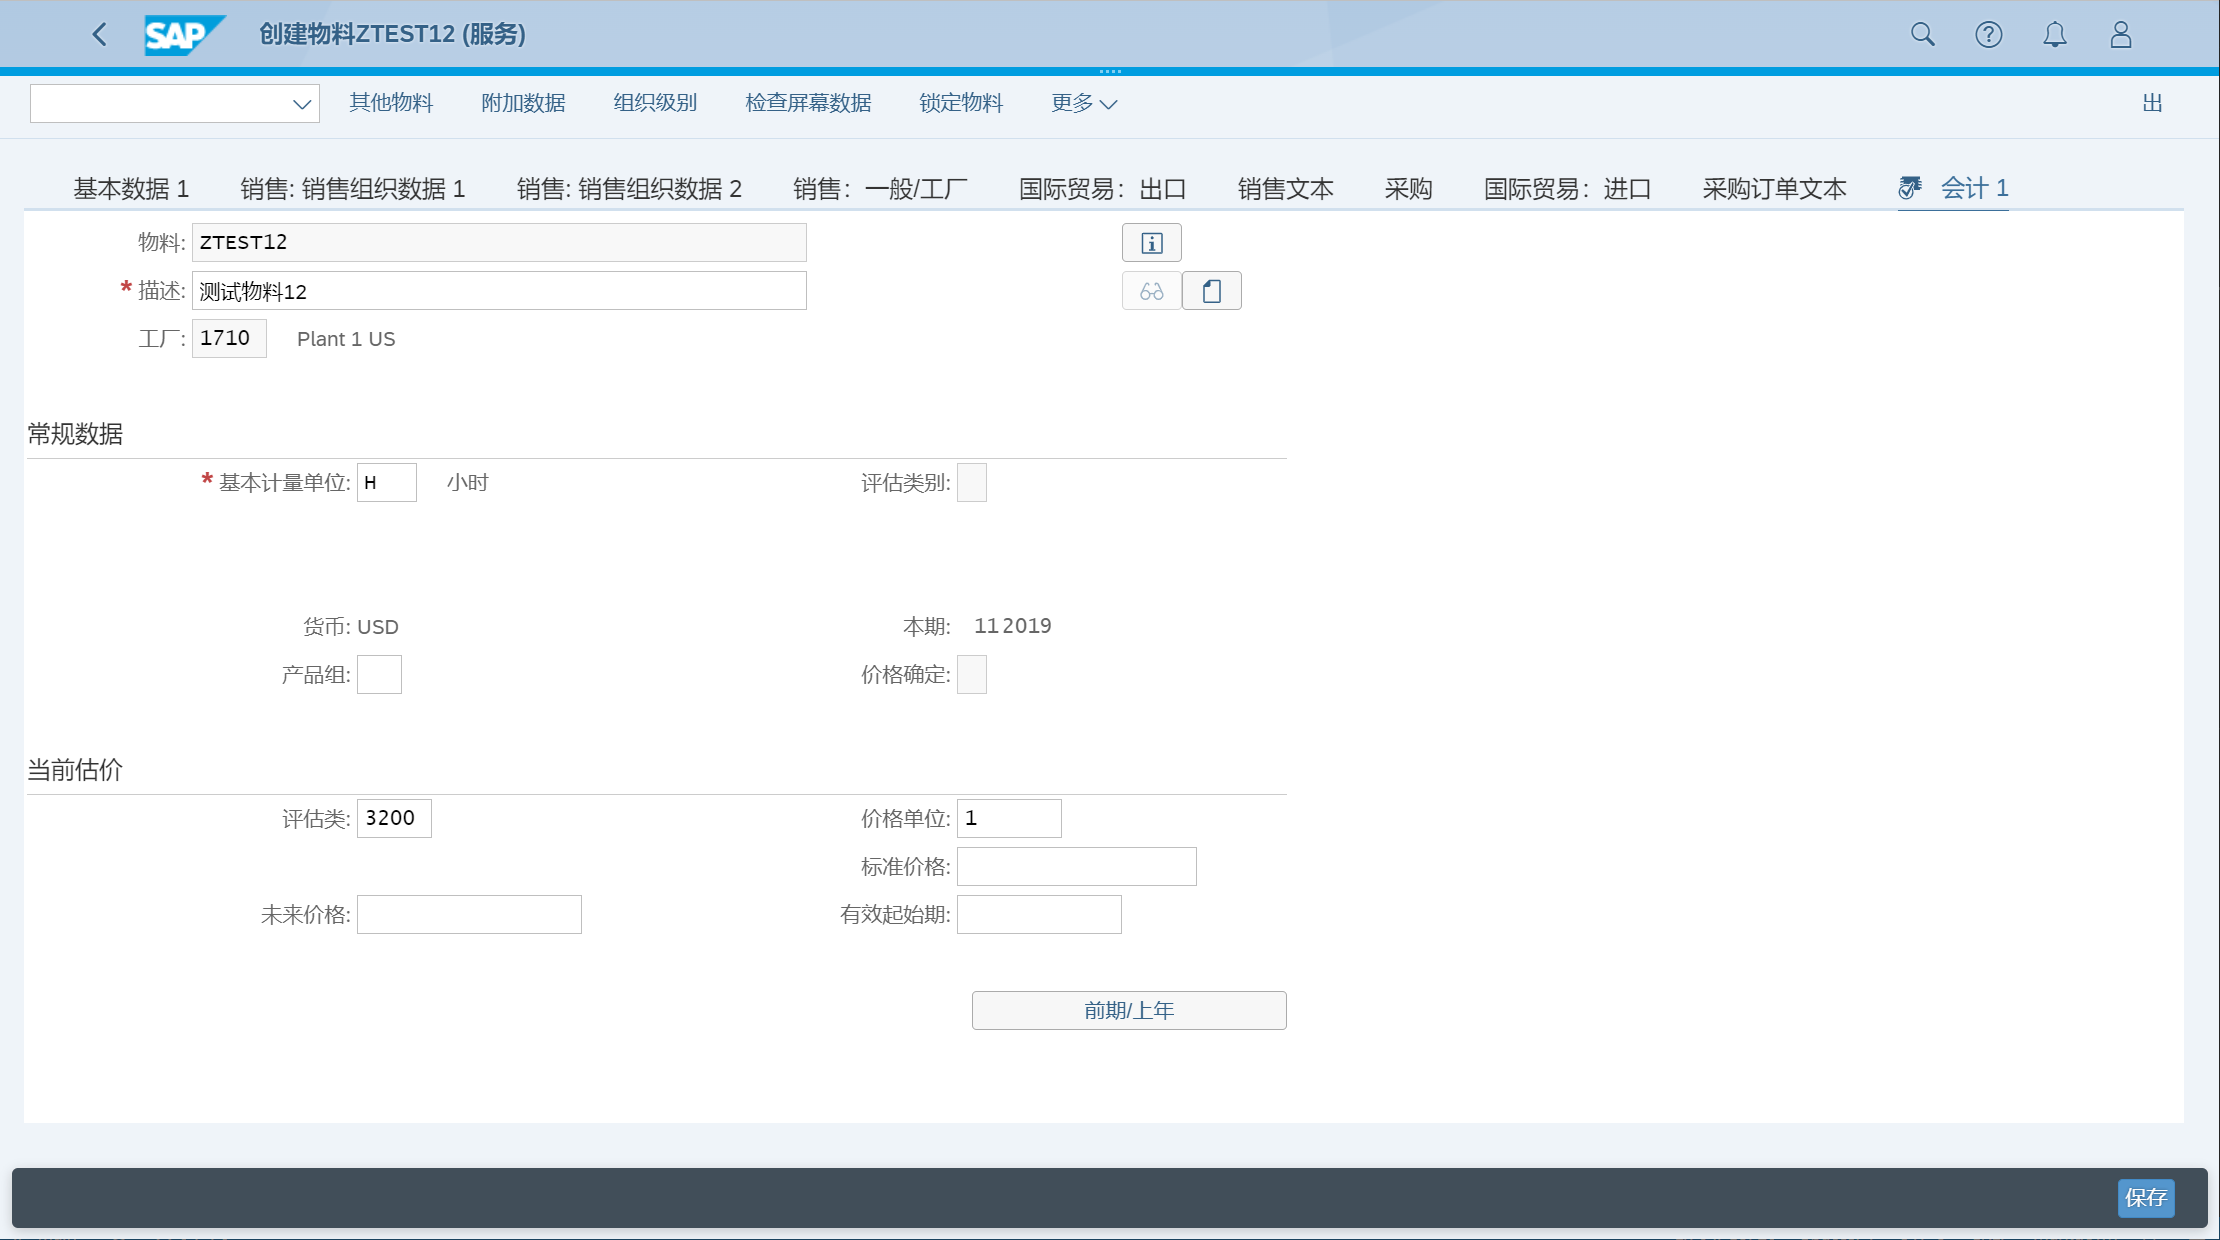 SAP 创建物料ZTEST12 (服务)
其他物料 附加数据 组织级别 检查屏幕数据 锁定物料 更多 出
基本数据 1 销售: 销售组织数据 1 销售: 销售组织数据 2 销售：一般/工厂 国际贸易：出口 销售文本 采购 国际贸易：进口 采购订单文本 会计 1
物料: ZTEST12
* 描述: 测试物料12
工厂: 1710 Plant 1 US
常规数据
* 基本计量单位: H 小时 评估类别:
货币: USD 本期: 11 2019
产品组: 价格确定:
当前估价
评估类: 3200 价格单位: 1
标准价格:
未来价格: 有效起始期:
前期/上年
保存